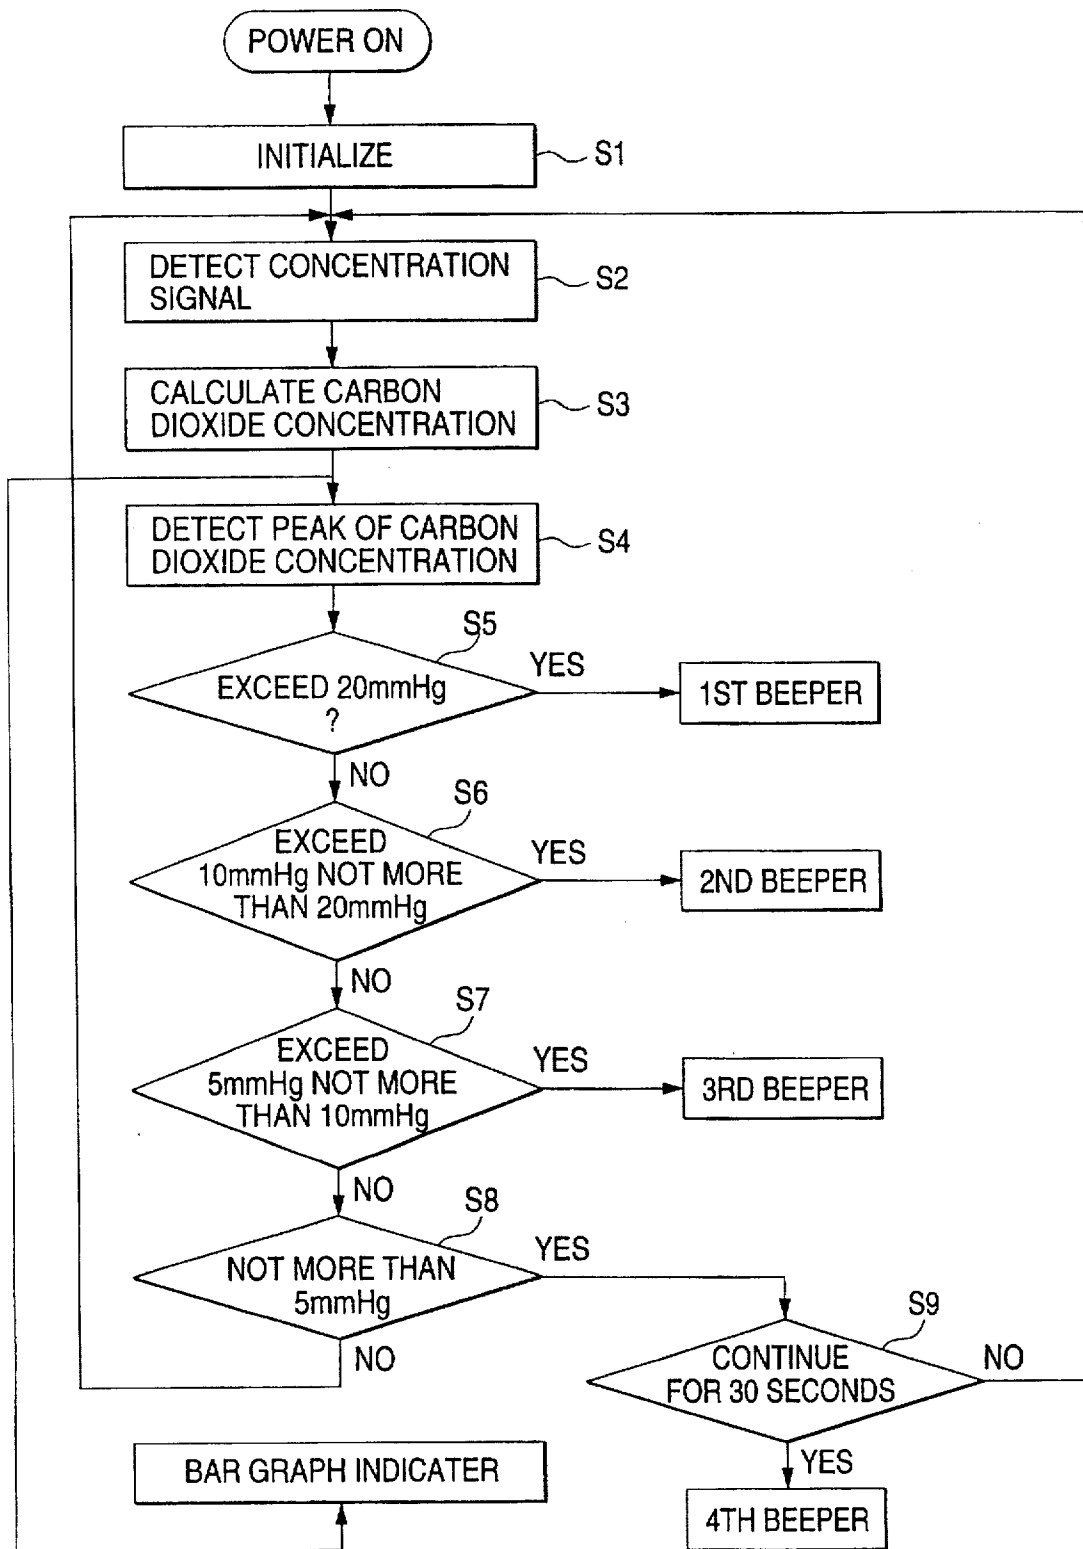 POWER ON
INITIALIZE
S1
DETECT CONCENTRATION
SIGNAL
S2
CALCULATE CARBON
DIOXIDE CONCENTRATION
S3
DETECT PEAK OF CARBON
DIOXIDE CONCENTRATION
S4
S5
EXCEED 20mmHg
?
YES
1ST BEEPER
NO
S6
EXCEED
10mmHg NOT MORE
THAN 20mmHg
YES
2ND BEEPER
NO
S7
EXCEED
5mmHg NOT MORE
THAN 10mmHg
YES
3RD BEEPER
NO
S8
NOT MORE THAN
5mmHg
YES
NO
S9
CONTINUE
FOR 30 SECONDS
NO
YES
4TH BEEPER
BAR GRAPH INDICATER